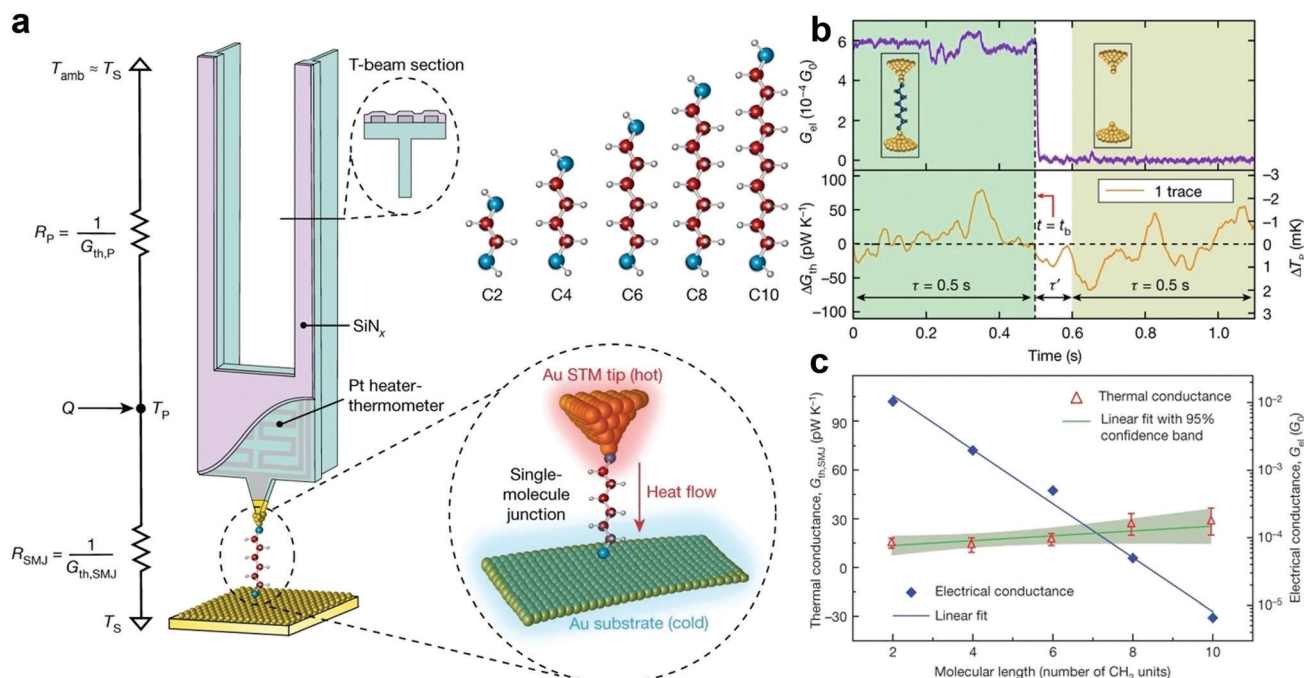 a
T_amb ≈ T_S
R_P = 1 / G_th,P
Q
T_P
R_SMJ = 1 / G_th,SMJ
T_S
T-beam section
SiN_x
Pt heater-
thermometer
C2
C4
C6
C8
C10
Au STM tip (hot)
Single-
molecule
junction
Heat flow
Au substrate (cold)
b
G_el (10⁻⁴ G_0)
6
4
2
0
ΔG_th (pW K⁻¹)
100
50
0
−50
−100
1 trace
t = t_b
τ = 0.5 s
τ′
τ = 0.5 s
−3
−2
−1
0
1
2
3
ΔT_P (mK)
0
0.2
0.4
0.6
0.8
1.0
Time (s)
c
Thermal conductance, G_th,SMJ (pW K⁻¹)
120
90
60
30
0
−30
Thermal conductance
Linear fit with 95%
confidence band
Electrical conductance
Linear fit
10⁻²
10⁻³
10⁻⁴
10⁻⁵
Electrical conductance, G_el (G_0)
2
4
6
8
10
Molecular length (number of CH₂ units)